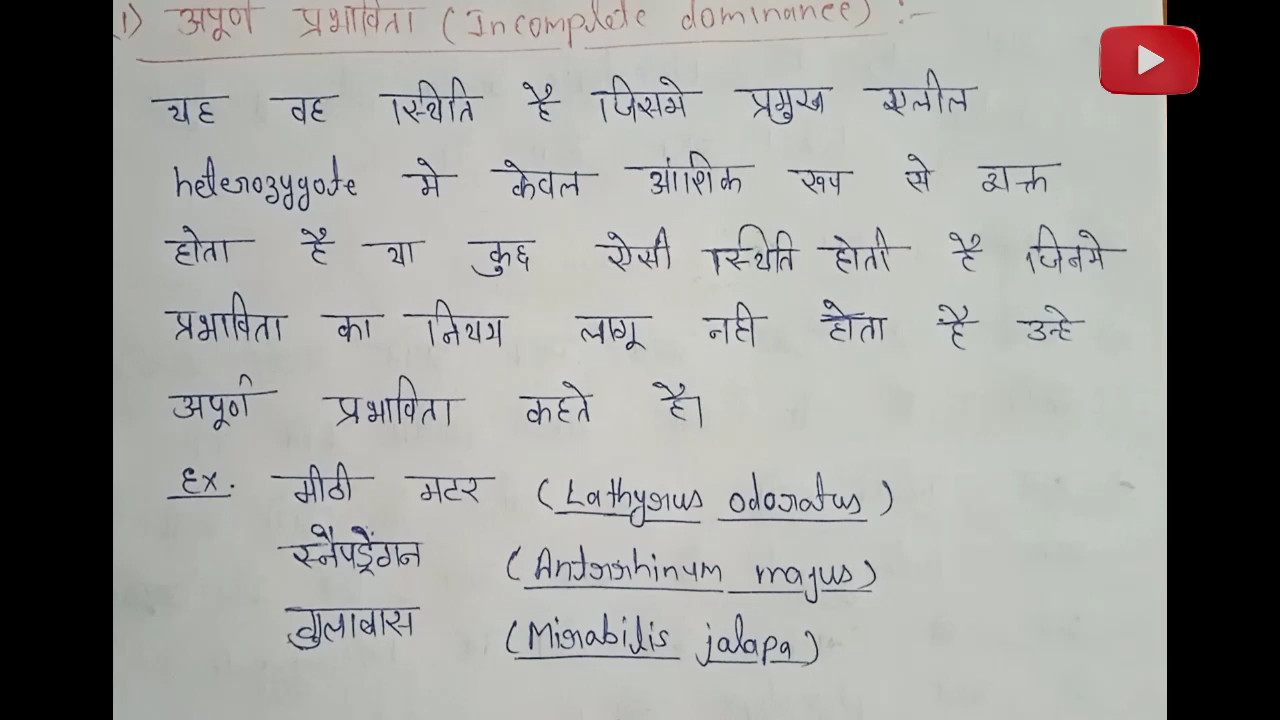 1) अपूर्ण प्रभाविता (Incomplete dominance) :-
यह वह स्थिति है जिसमे प्रमुख एलील
heterozygote मे केवल आंशिक रूप से व्यक्त
होता है या कुछ ऐसी स्थिति होती है जिनमे
प्रभाविता का नियम लागू नही होता है उन्हे
अपूर्ण प्रभाविता कहते है।
Ex. मीठी मटर (Lathyrus odoratus)
स्नैपड्रेंगन (Antirrhinum majus)
गुलाबास (Mirabilis jalapa)